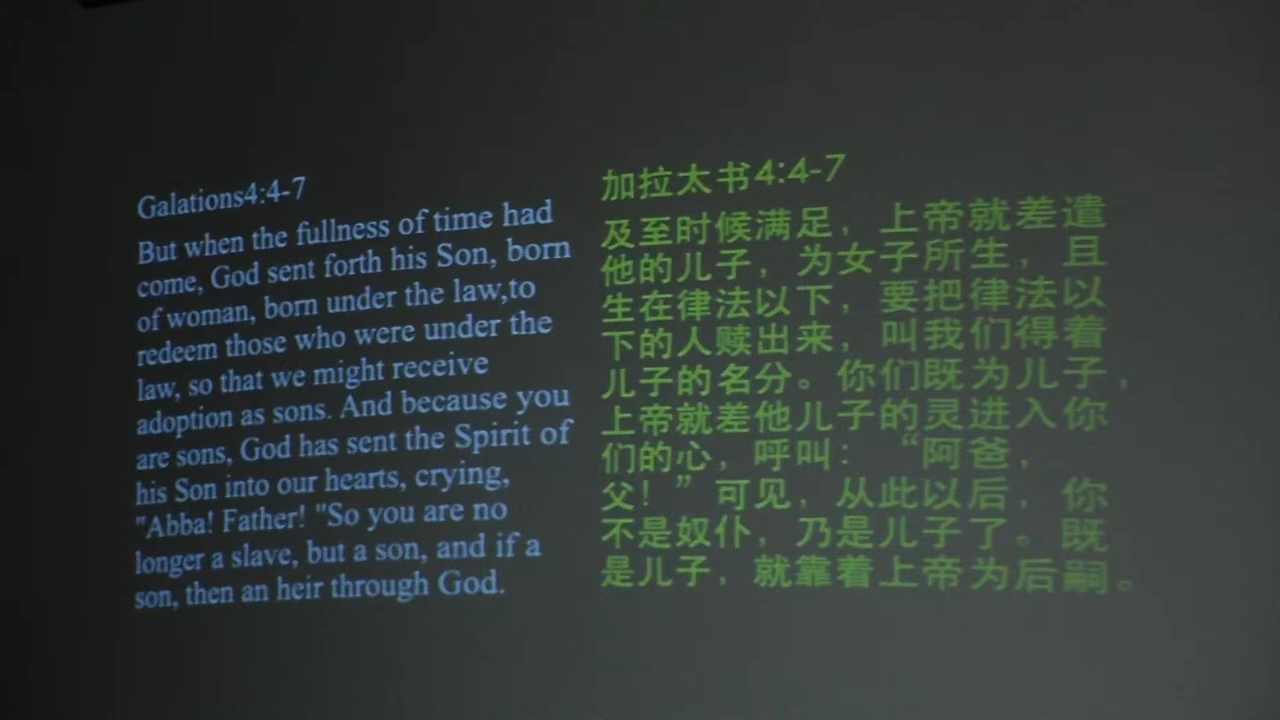 Galations4:4-7
But when the fullness of time had
come, God sent forth his Son, born
of woman, born under the law,to
redeem those who were under the
law, so that we might receive
adoption as sons. And because you
are sons, God has sent the Spirit of
his Son into our hearts, crying,
"Abba! Father! "So you are no
longer a slave, but a son, and if a
son, then an heir through God.
加拉太书4:4-7
及至时候满足，上帝就差遣
他的儿子，为女子所生，且
生在律法以下，要把律法以
下的人赎出来，叫我们得着
儿子的名分。你们既为儿子，
上帝就差他儿子的灵进入你
们的心，呼叫：“阿爸，
父！”可见，从此以后，你
不是奴仆，乃是儿子了。既
是儿子，就靠着上帝为后嗣。